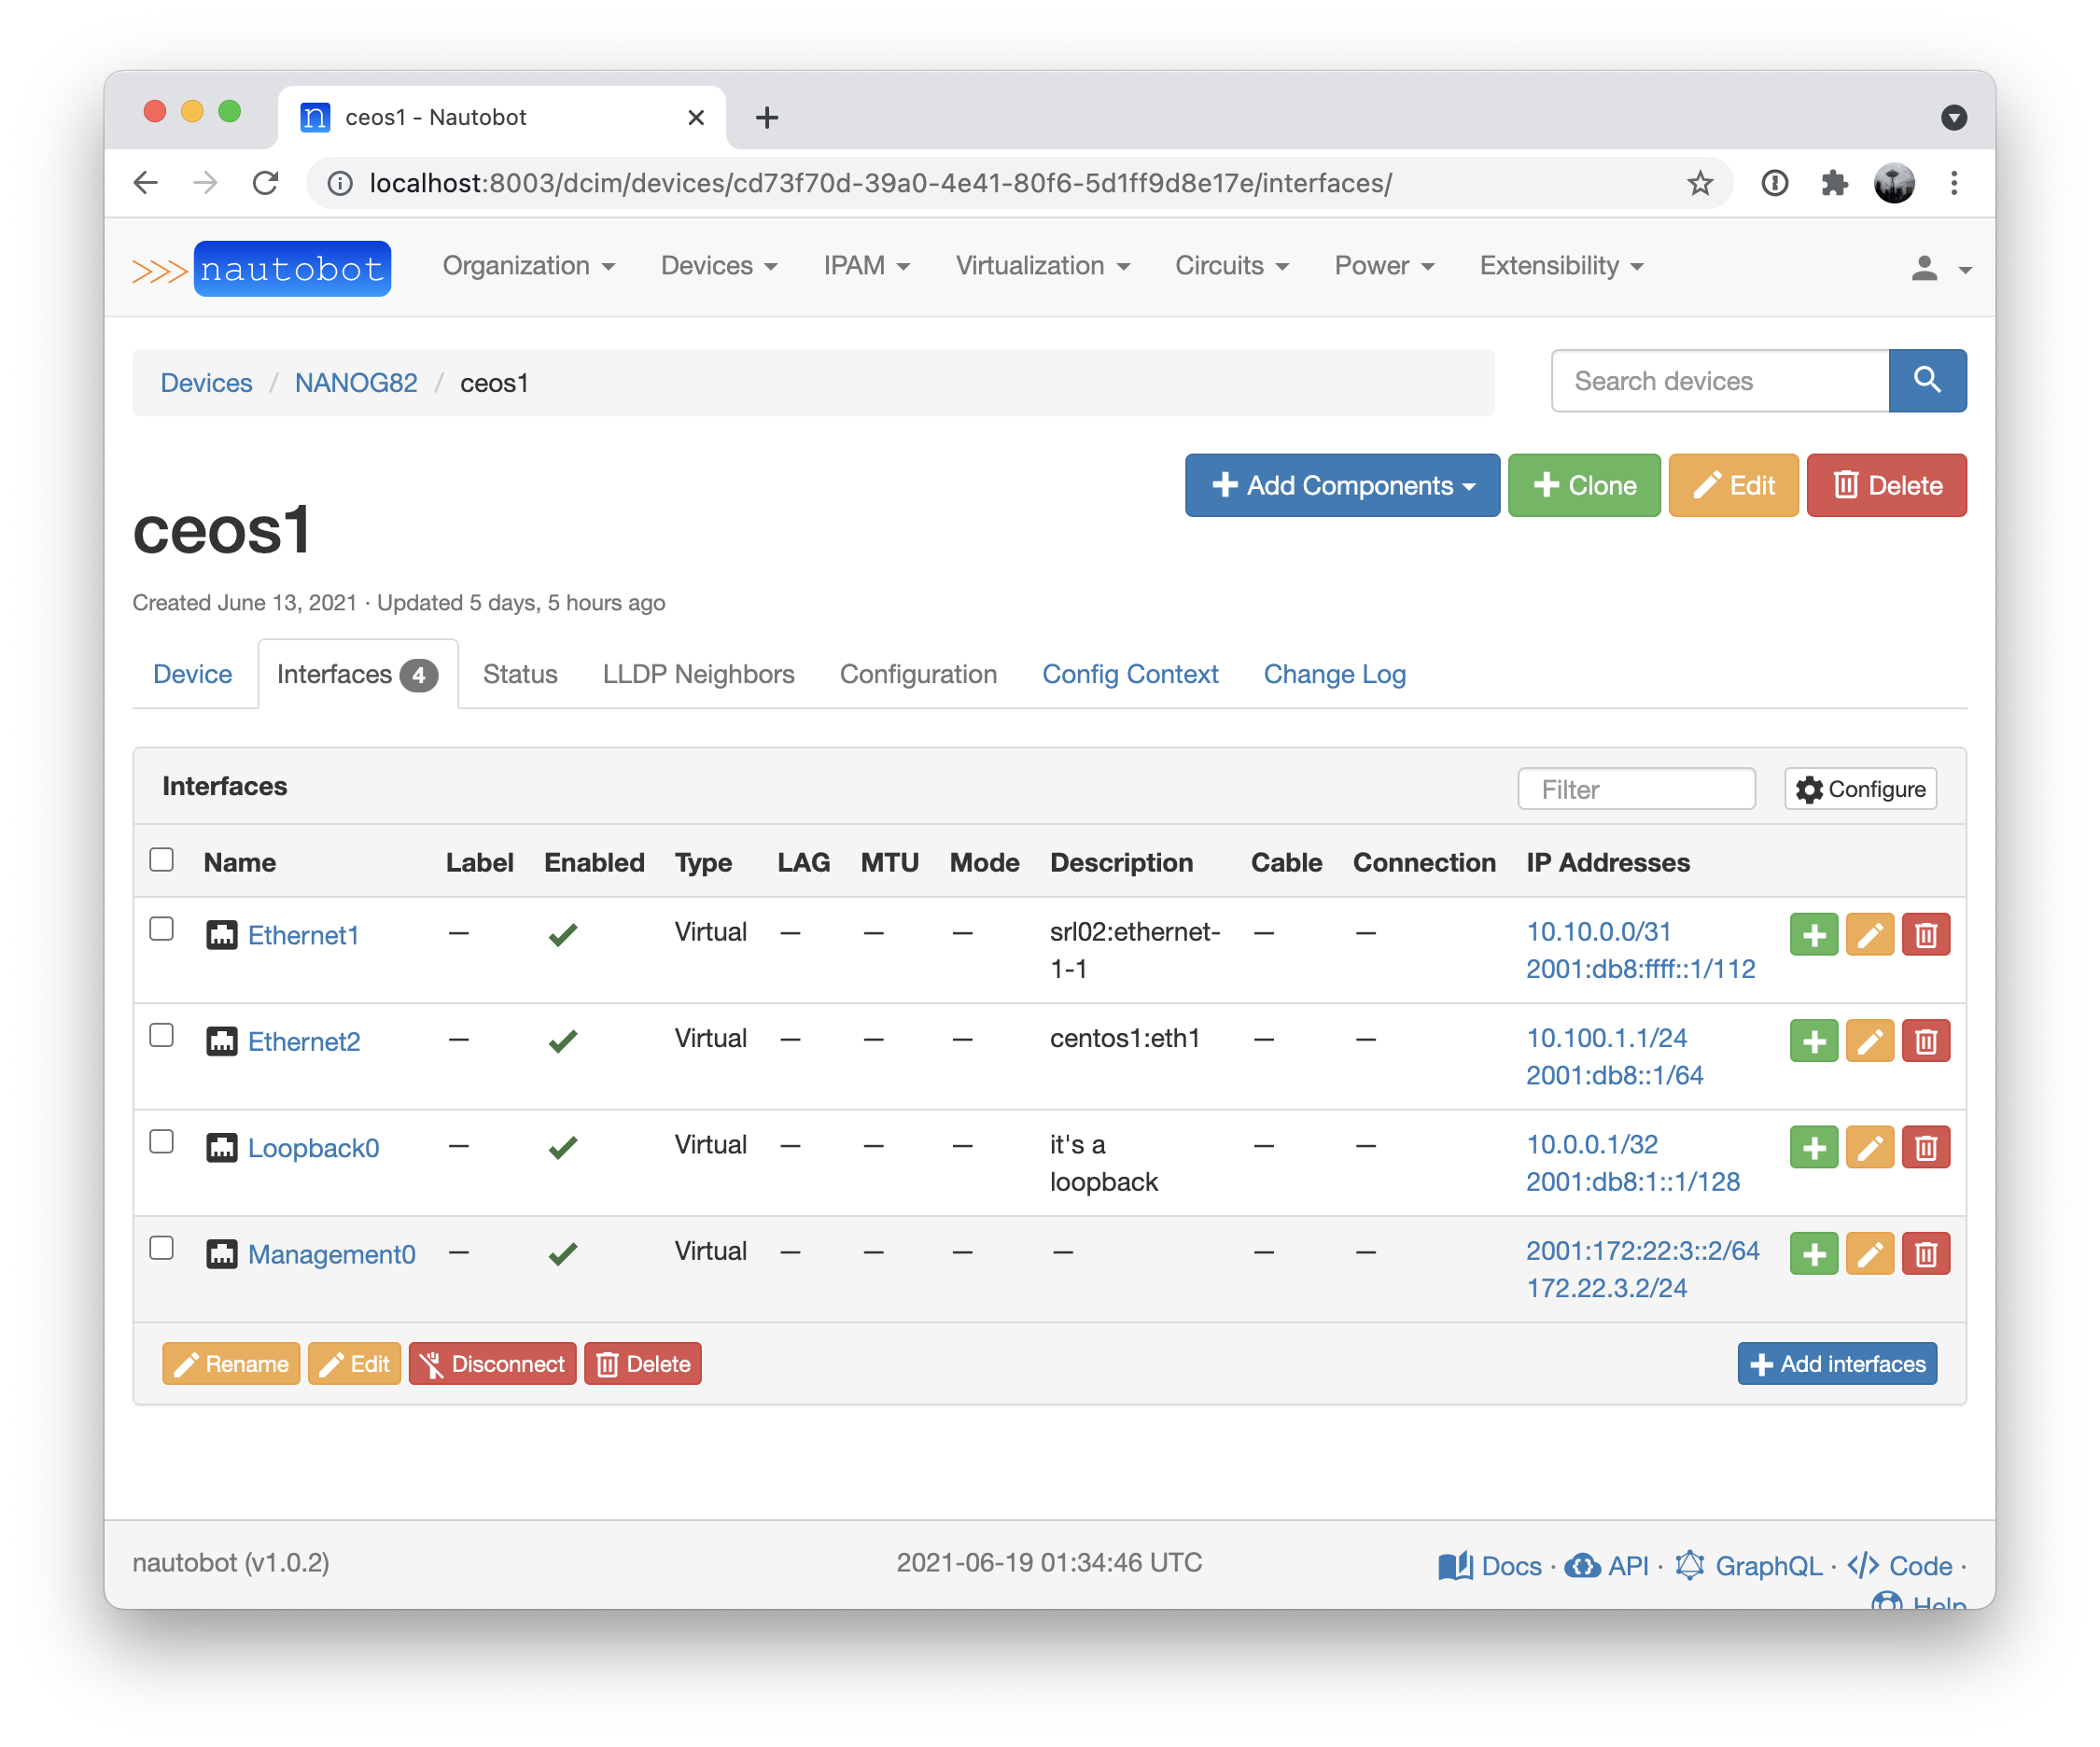 ceos1 - Nautobot
localhost:8003/dcim/devices/cd73f70d-39a0-4e41-80f6-5d1ff9d8e17e/interfaces/
>>> nautobot Organization Devices IPAM Virtualization Circuits Power Extensibility
Devices / NANOG82 / ceos1
Search devices
Add Components Clone Edit Delete
ceos1
Created June 13, 2021 · Updated 5 days, 5 hours ago
Device Interfaces 4 Status LLDP Neighbors Configuration Config Context Change Log
Interfaces Filter Configure
Name Label Enabled Type LAG MTU Mode Description Cable Connection IP Addresses
Ethernet1 — Virtual — — — srl02:ethernet- — — 10.10.0.0/31
1-1 2001:db8:ffff::1/112
Ethernet2 — Virtual — — — centos1:eth1 — — 10.100.1.1/24
2001:db8::1/64
Loopback0 — Virtual — — — it's a — — 10.0.0.1/32
loopback 2001:db8:1::1/128
Management0 — Virtual — — — — — — 2001:172:22:3::2/64
172.22.3.2/24
Rename Edit Disconnect Delete Add interfaces
nautobot (v1.0.2) 2021-06-19 01:34:46 UTC Docs · API · GraphQL · </> Code ·
Help